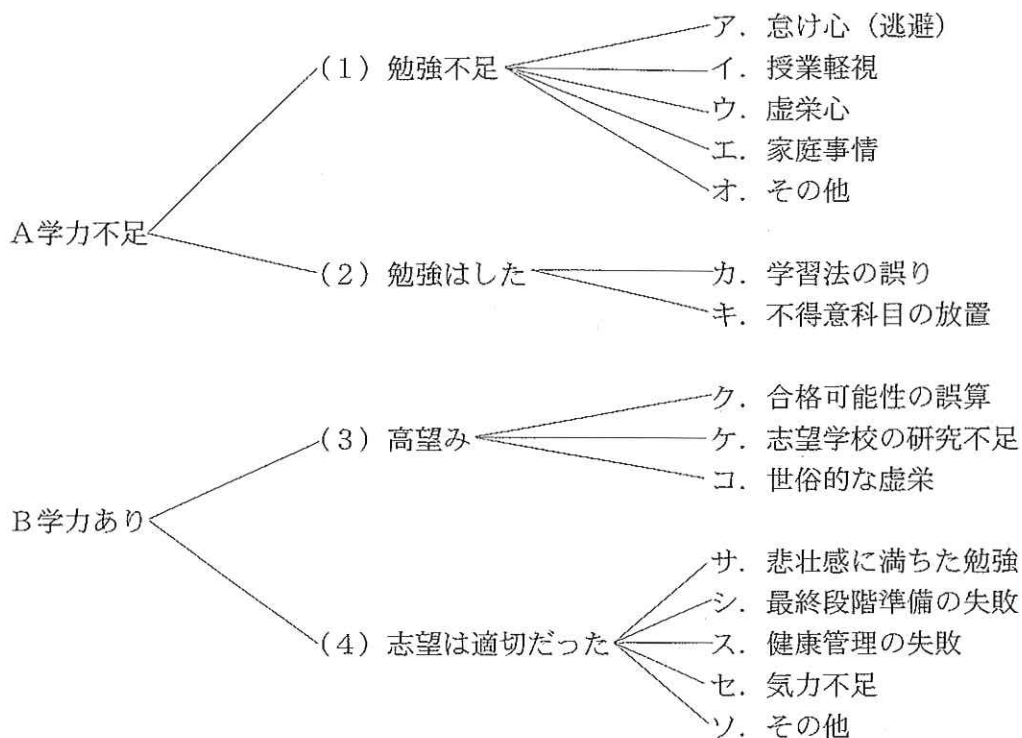 A学力不足
(1) 勉強不足
ア. 怠け心（逃避）
イ. 授業軽視
ウ. 虚栄心
エ. 家庭事情
オ. その他
(2) 勉強はした
カ. 学習法の誤り
キ. 不得意科目の放置
B学力あり
(3) 高望み
ク. 合格可能性の誤算
ケ. 志望学校の研究不足
コ. 世俗的な虚栄
(4) 志望は適切だった
サ. 悲壮感に満ちた勉強
シ. 最終段階準備の失敗
ス. 健康管理の失敗
セ. 気力不足
ソ. その他